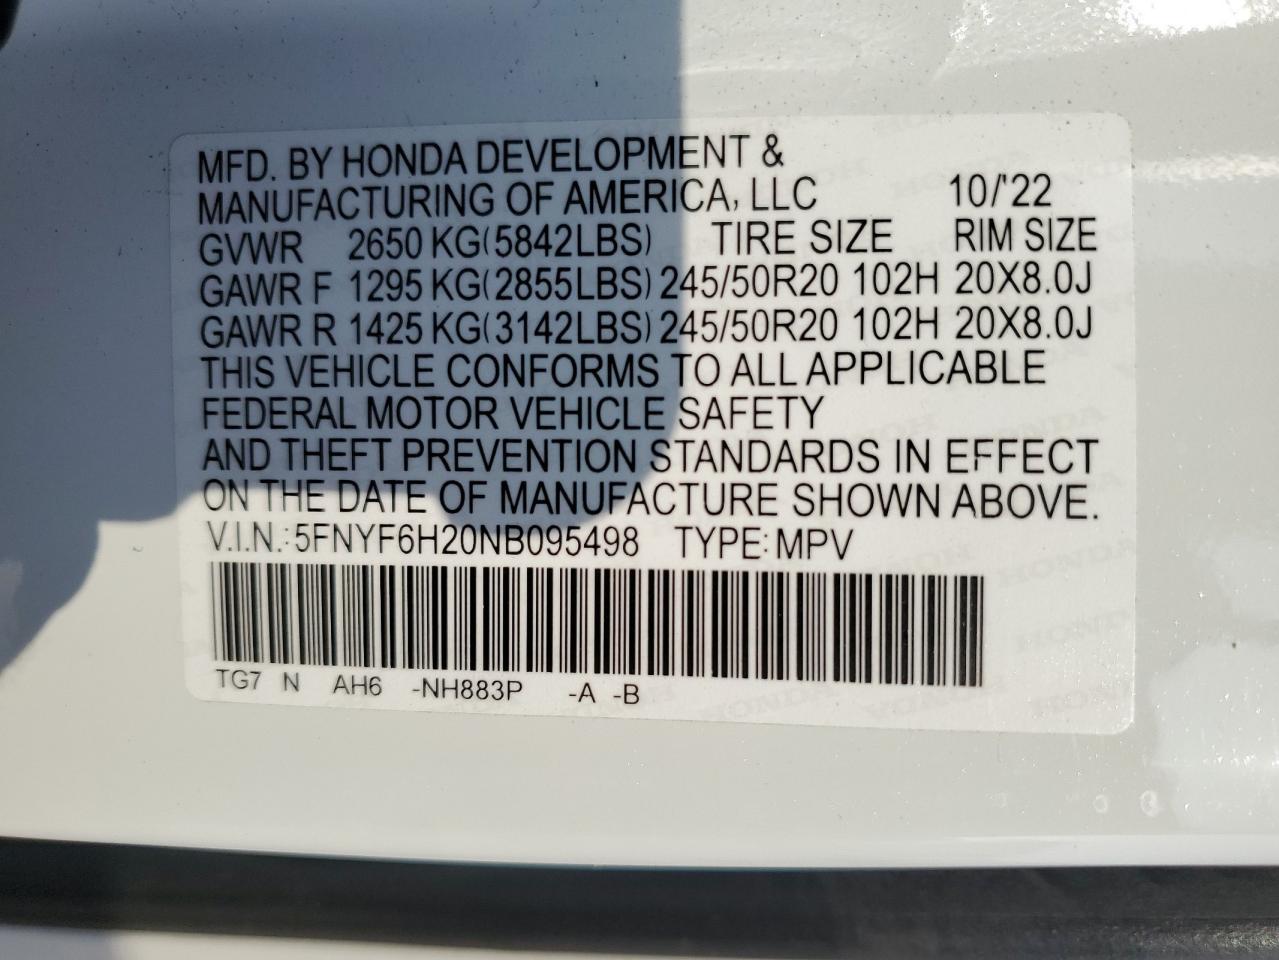 MFD. BY HONDA DEVELOPMENT &
MANUFACTURING OF AMERICA, LLC 10/'22
GVWR 2650 KG(5842LBS) TIRE SIZE RIM SIZE
GAWR F 1295 KG(2855LBS) 245/50R20 102H 20X8.0J
GAWR R 1425 KG(3142LBS) 245/50R20 102H 20X8.0J
THIS VEHICLE CONFORMS TO ALL APPLICABLE
FEDERAL MOTOR VEHICLE SAFETY
AND THEFT PREVENTION STANDARDS IN EFFECT
ON THE DATE OF MANUFACTURE SHOWN ABOVE.
V.I.N.: 5FNYF6H20NB095498 TYPE: MPV
TG7 N AH6 -NH883P -A -B